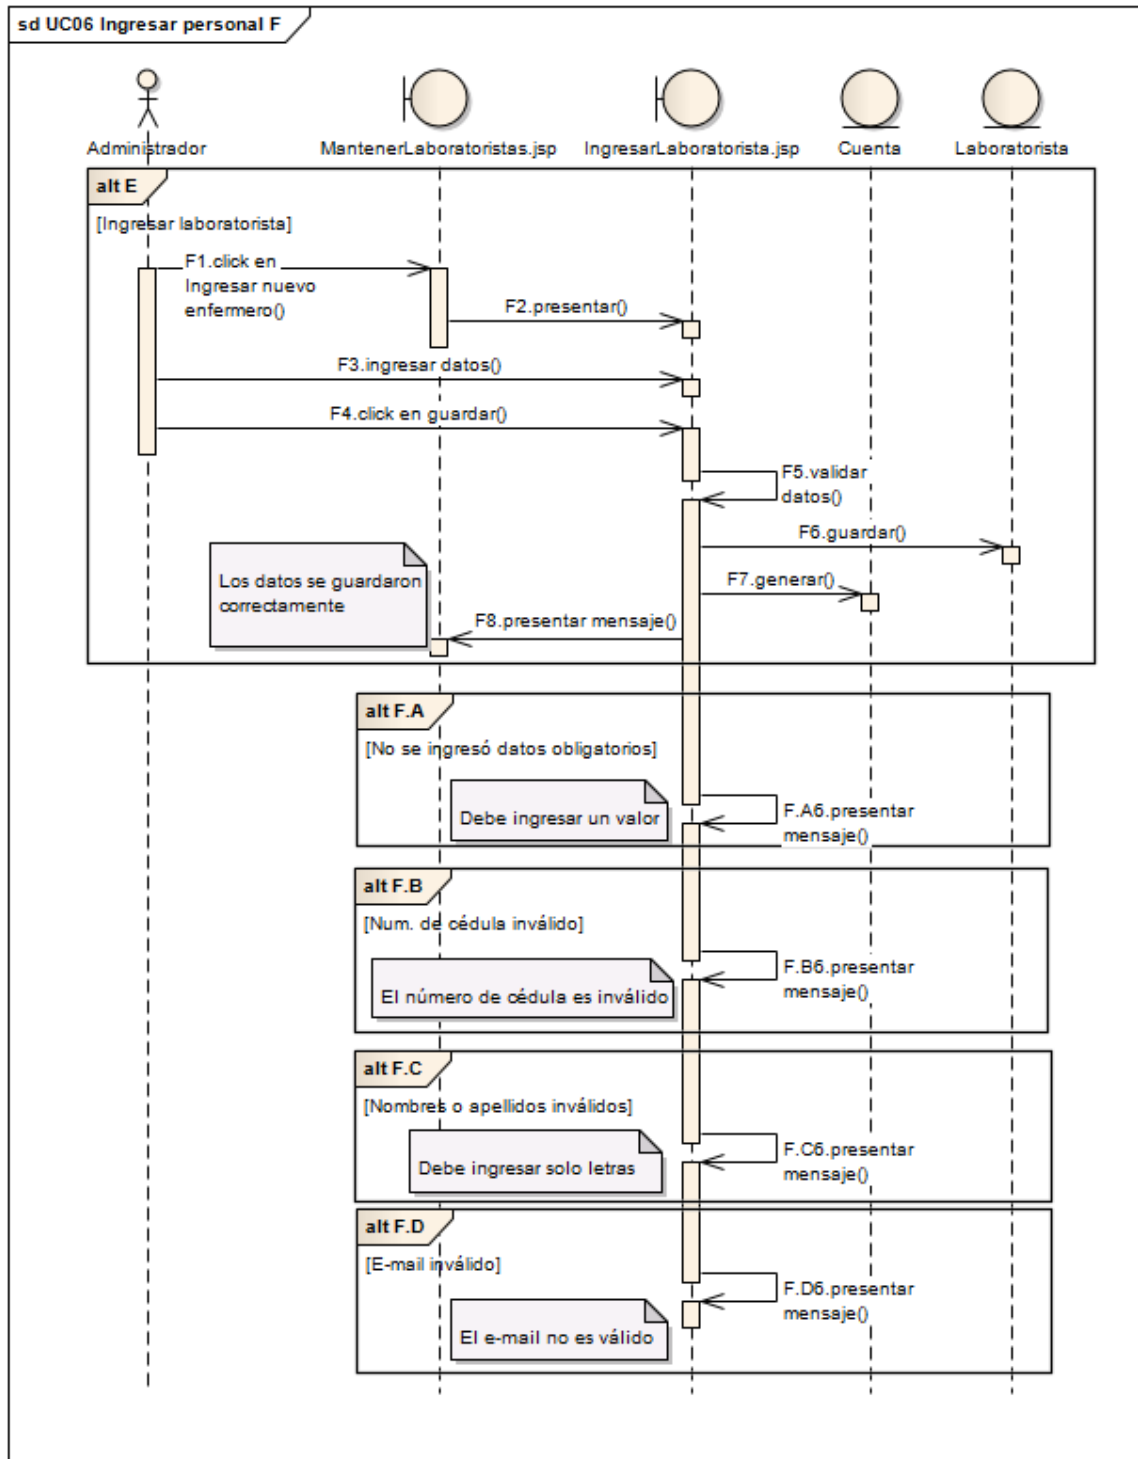 sd UC06 Ingresar personal F
Administrador
MantenerLaboratoristas.jsp
IngresarLaboratorista.jsp
Cuenta
Laboratorista
alt E
[Ingresar laboratorista]
F1.click en
Ingresar nuevo
enfermero()
F2.presentar()
F3.ingresar datos()
F4.click en guardar()
F5.validar
datos()
F6.guardar()
Los datos se guardaron
correctamente
F7.generar()
F8.presentar mensaje()
alt F.A
[No se ingresó datos obligatorios]
Debe ingresar un valor
F.A6.presentar
mensaje()
alt F.B
[Num. de cédula inválido]
El número de cédula es inválido
F.B6.presentar
mensaje()
alt F.C
[Nombres o apellidos inválidos]
Debe ingresar solo letras
F.C6.presentar
mensaje()
alt F.D
[E-mail inválido]
El e-mail no es válido
F.D6.presentar
mensaje()